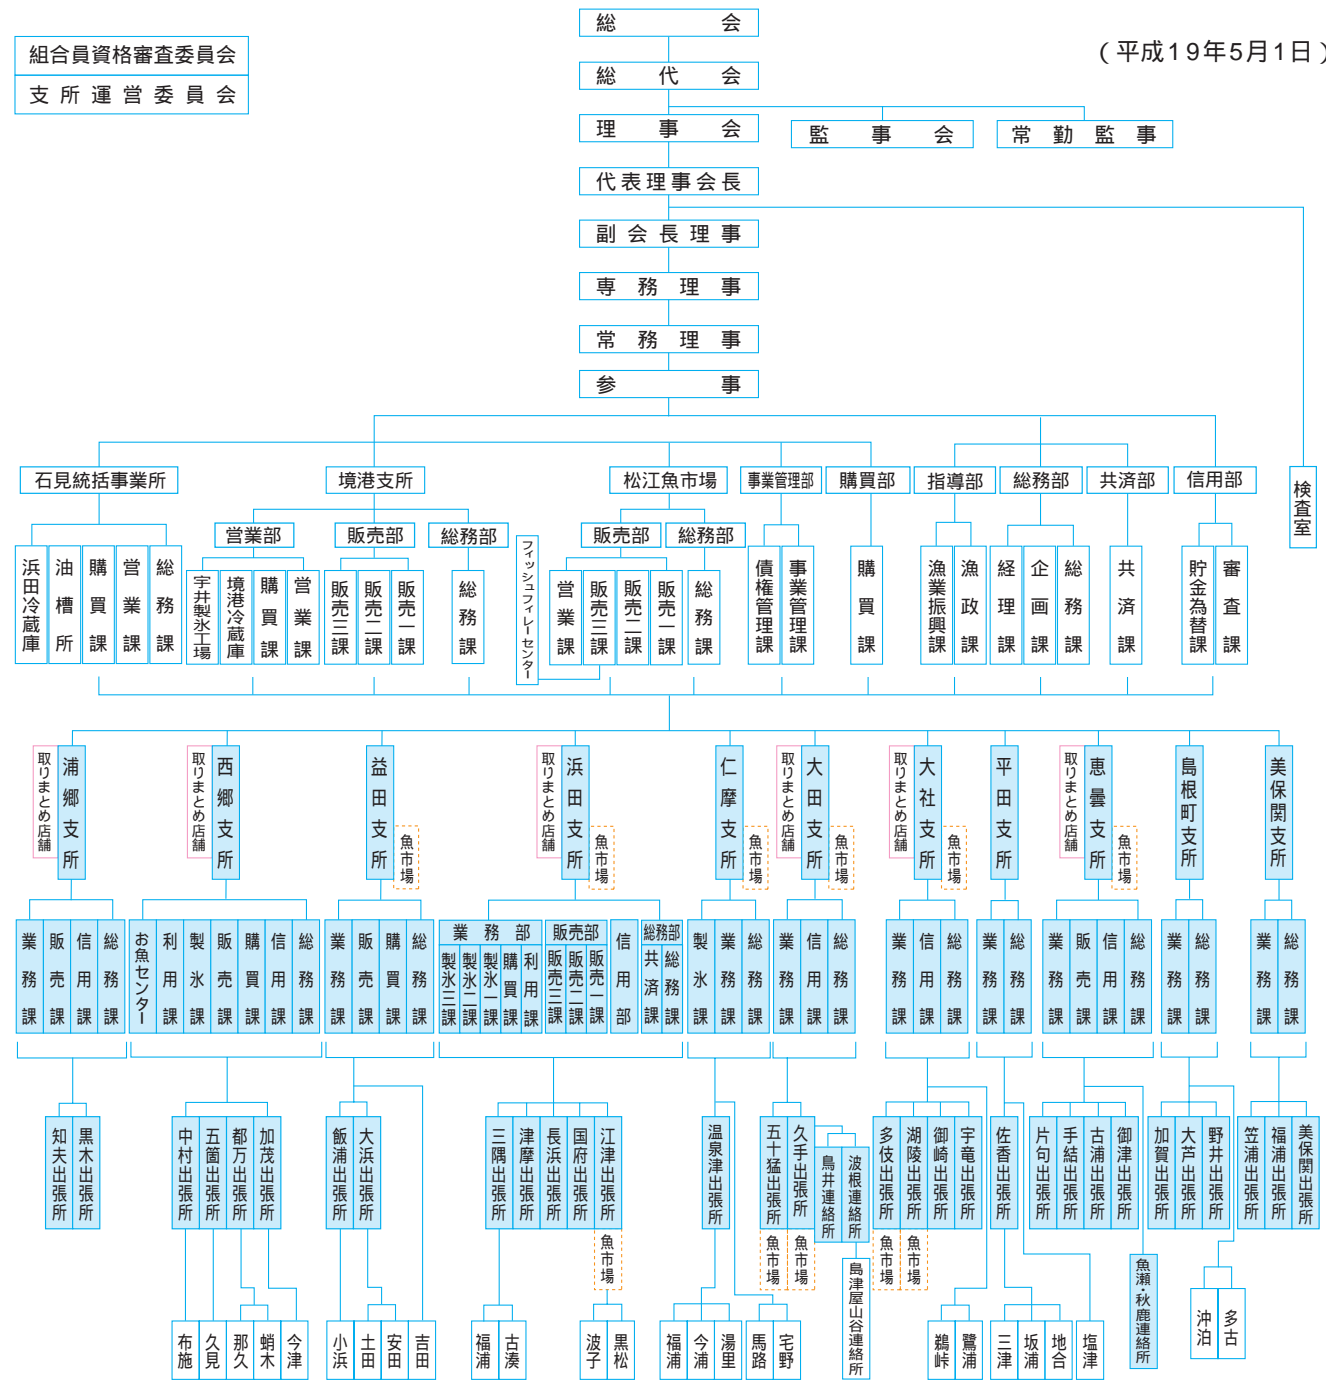 総会
(平成19年5月1日)
組合員資格審査委員会
支所運営委員会
総代会
理事会
監事会
常勤監事
代表理事会長
副会長理事
専務理事
常務理事
参事
石見統括事業所
境港支所
松江魚市場
事業管理部
購買部
指導部
総務部
共済部
信用部
検査室
営業部
販売部
総務部
販売部
総務部
浜田冷蔵庫
油槽所
購買課
営業課
総務課
宇井製氷工場
境港冷蔵庫
購買課
営業課
販売三課
販売二課
販売一課
総務課
フィッシュフィレーセンター
営業課
販売三課
販売二課
販売一課
総務課
債権管理課
事業管理課
購買課
漁業振興課
漁政課
経理課
企画課
総務課
共済課
貯金為替課
審査課
取りまとめ店舗
浦郷支所
取りまとめ店舗
西郷支所
益田支所
魚市場
取りまとめ店舗
浜田支所
魚市場
仁摩支所
魚市場
取りまとめ店舗
大田支所
魚市場
取りまとめ店舗
大社支所
魚市場
平田支所
取りまとめ店舗
恵曇支所
魚市場
島根町支所
美保関支所
業務課
販売課
信用課
総務課
お魚センター
利用課
製氷課
販売課
購買課
信用課
総務課
業務課
販売課
購買課
総務課
業務部
製氷三課
製氷二課
製氷一課
購買課
利用課
販売部
販売三課
販売二課
販売一課
信用部
総務部
共済課
総務課
製氷課
業務課
総務課
業務課
信用課
総務課
業務課
信用課
総務課
業務課
総務課
業務課
販売課
信用課
総務課
業務課
総務課
業務課
総務課
知夫出張所
黒木出張所
中村出張所
五箇出張所
都万出張所
加茂出張所
飯浦出張所
大浜出張所
三隅出張所
津摩出張所
長浜出張所
国府出張所
江津出張所
魚市場
温泉津出張所
五十猛出張所
魚市場
久手出張所
魚市場
鳥井連絡所
波根連絡所
島津屋山谷連絡所
多伎出張所
魚市場
湖陵出張所
魚市場
御崎出張所
宇竜出張所
佐香出張所
片句出張所
手結出張所
古浦出張所
御津出張所
魚瀬・秋鹿連絡所
加賀出張所
大芦出張所
野井出張所
笠浦出張所
福浦出張所
美保関出張所
布施
久見
那久
蛸木
今津
小浜
土田
安田
吉田
福浦
古湊
波子
黒松
福浦
今浦
湯里
馬路
宅野
鵜峠
鷺浦
三津
坂浦
地合
塩津
沖泊
多古